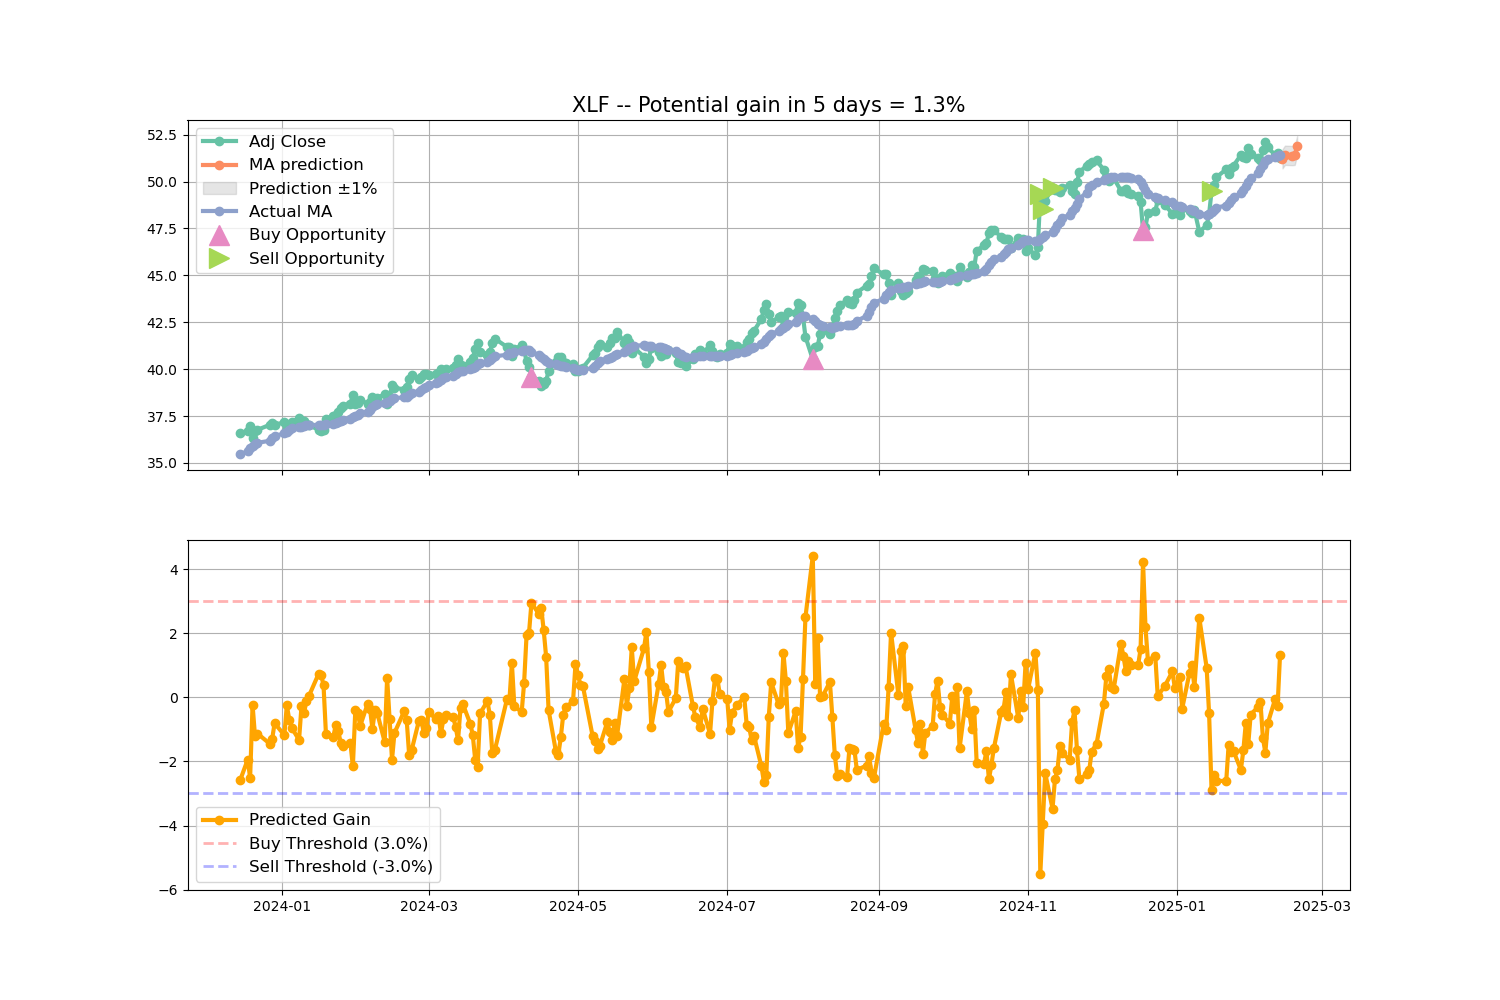 XLF -- Potential gain in 5 days = 1.3%
52.5
50.0
47.5
45.0
42.5
40.0
37.5
35.0
Adj Close
MA prediction
Prediction ±1%
Actual MA
Buy Opportunity
Sell Opportunity
4
2
0
−2
−4
−6
Predicted Gain
Buy Threshold (3.0%)
Sell Threshold (-3.0%)
2024-01 2024-03 2024-05 2024-07 2024-09 2024-11 2025-01 2025-03